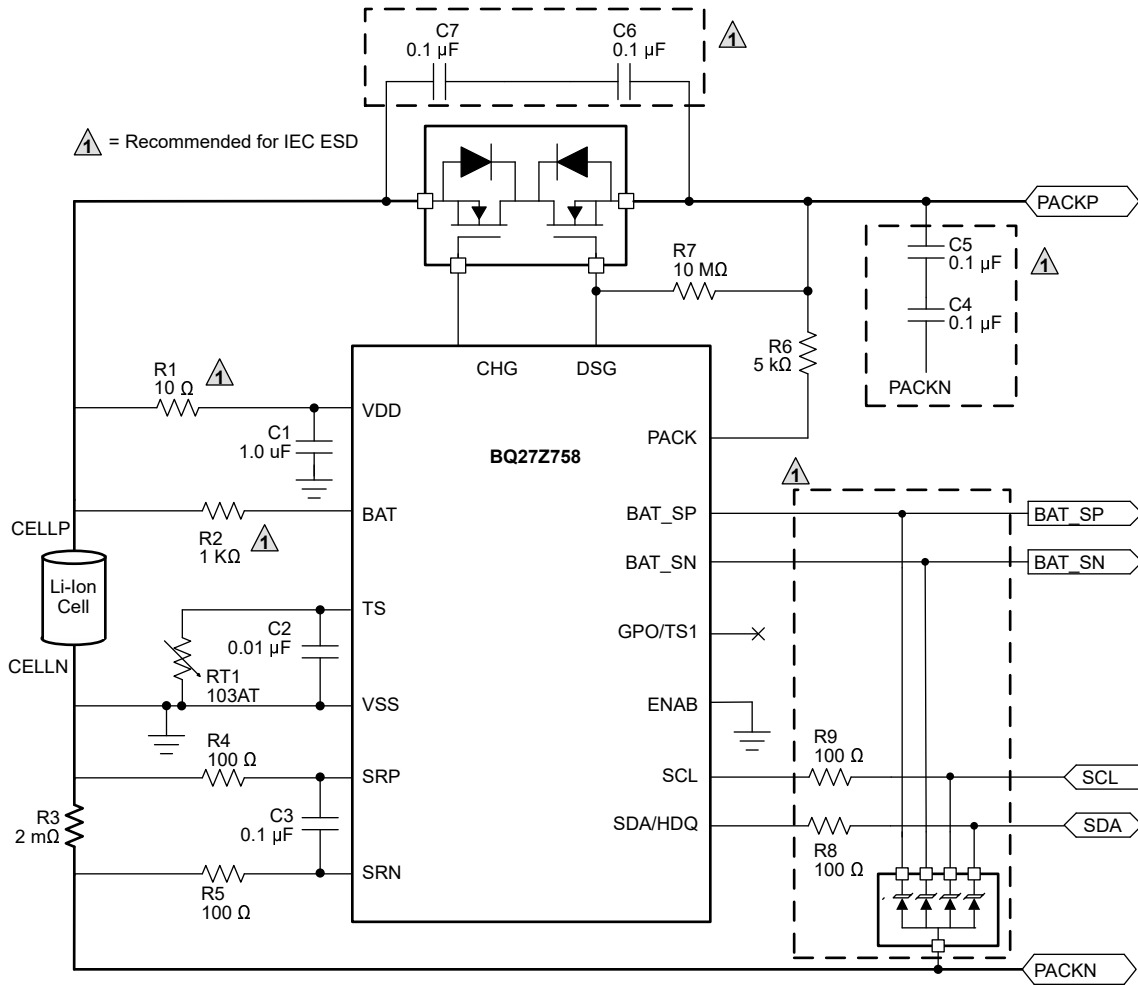 C7
0.1 µF
C6
0.1 µF
1
1 = Recommended for IEC ESD
PACKP
R7
10 MΩ
C5
0.1 µF
1
C4
0.1 µF
R6
5 kΩ
PACKN
R1
10 Ω
1
CHG
DSG
VDD
C1
1.0 uF
PACK
BQ27Z758
1
CELLP
R2
1 KΩ
1
BAT
BAT_SP
BAT_SP
BAT_SN
BAT_SN
Li-Ion
Cell
TS
C2
0.01 µF
GPO/TS1
CELLN
RT1
103AT
VSS
ENAB
R4
100 Ω
R9
100 Ω
SRP
SCL
SCL
R3
2 mΩ
C3
0.1 µF
SDA/HDQ
SDA
R8
100 Ω
SRN
R5
100 Ω
PACKN